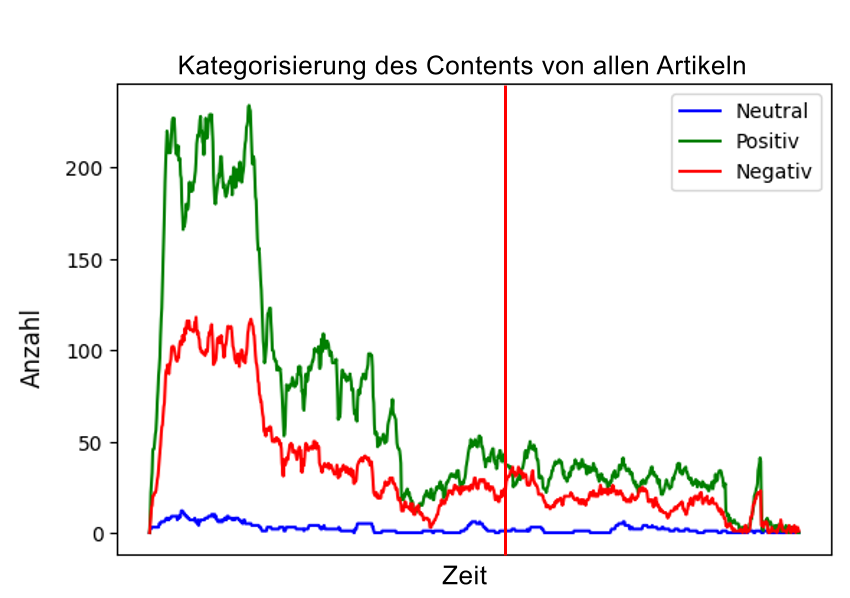 Kategorisierung des Contents von allen Artikeln
Neutral
Positiv
Negativ
200
150
100
50
0
Anzahl
Zeit